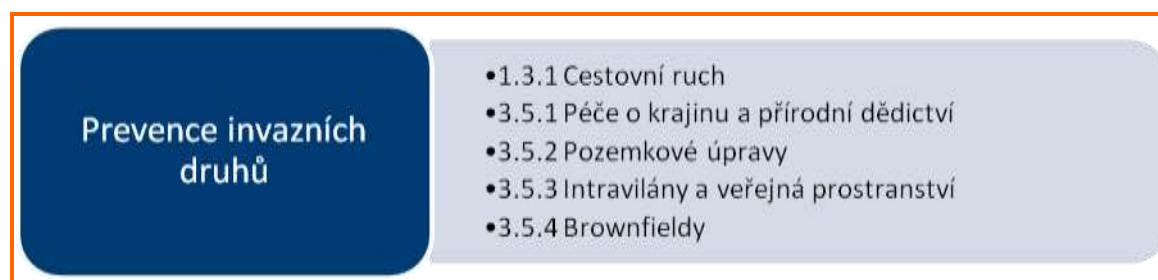 Prevence invazních
druhů
•1.3.1 Cestovní ruch
•3.5.1 Péče o krajinu a přírodní dědictví
•3.5.2 Pozemkové úpravy
•3.5.3 Intravilány a veřejná prostranství
•3.5.4 Brownfieldy